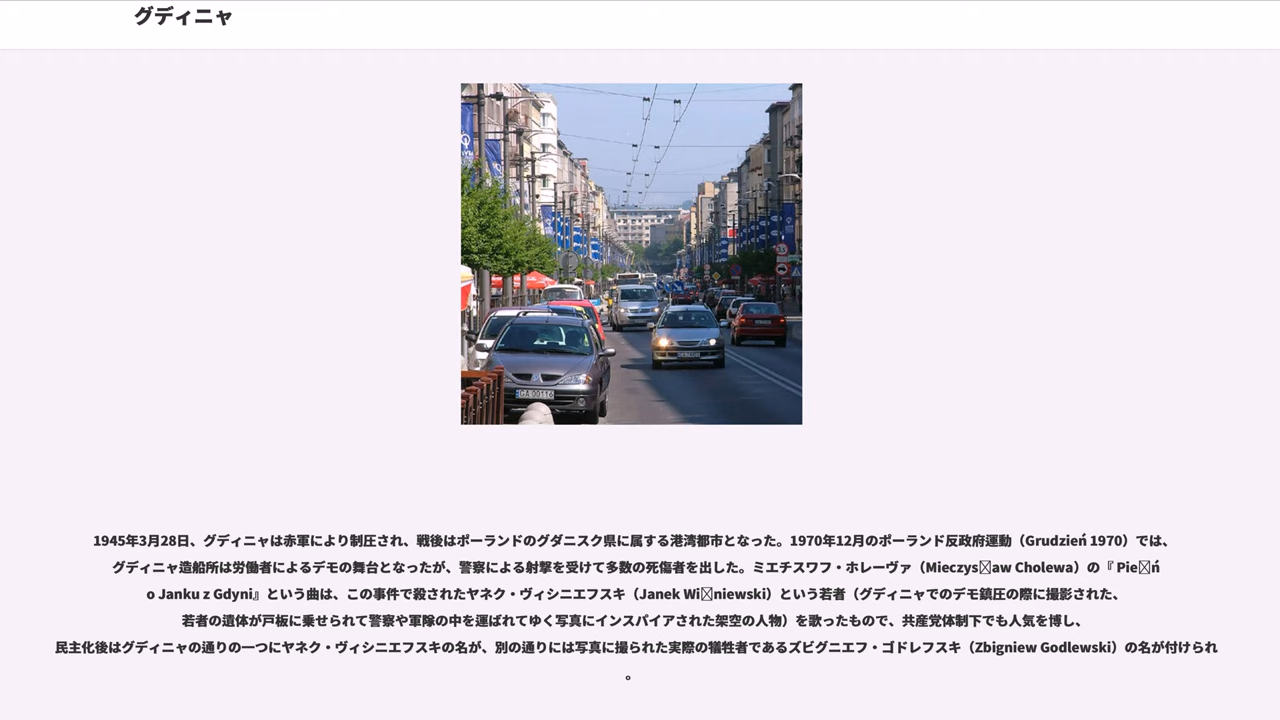 グディニャ
GA 00116
1945年3月28日、グディニャは赤軍により制圧され、戦後はポーランドのグダニスク県に属する港湾都市となった。1970年12月のポーランド反政府運動（Grudzień 1970）では、
グディニャ造船所は労働者によるデモの舞台となったが、警察による射撃を受けて多数の死傷者を出した。ミエチスワフ・ホレーヴァ（Mieczys□aw Cholewa）の『 Pie□ń
o Janku z Gdyni』という曲は、この事件で殺されたヤネク・ヴィシニエフスキ（Janek Wi□niewski）という若者（グディニャでのデモ鎮圧の際に撮影された、
若者の遺体が戸板に乗せられて警察や軍隊の中を運ばれてゆく写真にインスパイアされた架空の人物）を歌ったもので、共産党体制下でも人気を博し、
民主化後はグディニャの通りの一つにヤネク・ヴィシニエフスキの名が、別の通りには写真に撮られた実際の犠牲者であるズビグニエフ・ゴドレフスキ（Zbigniew Godlewski）の名が付けられ
。